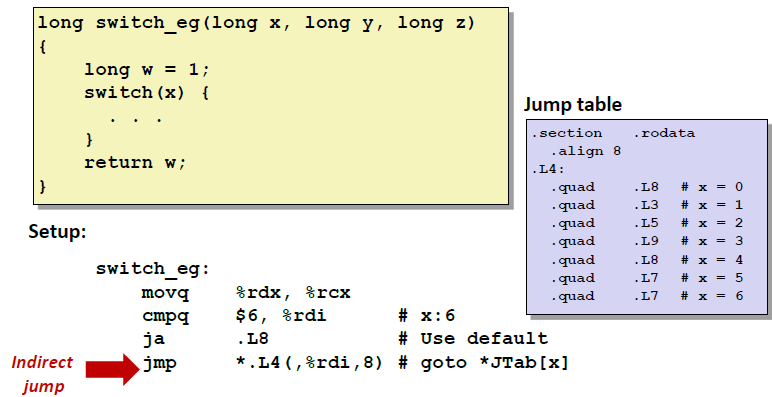 long switch_eg(long x, long y, long z)
{
    long w = 1;
    switch(x) {
      . . .
    }
    return w;
}
Jump table
.section    .rodata
  .align 8
.L4:
  .quad     .L8  # x = 0
  .quad     .L3  # x = 1
  .quad     .L5  # x = 2
  .quad     .L9  # x = 3
  .quad     .L8  # x = 4
  .quad     .L7  # x = 5
  .quad     .L7  # x = 6
Setup:
switch_eg:
    movq    %rdx, %rcx
    cmpq    $6, %rdi      # x:6
    ja      .L8           # Use default
    jmp     *.L4(,%rdi,8) # goto *JTab[x]
Indirect
jump